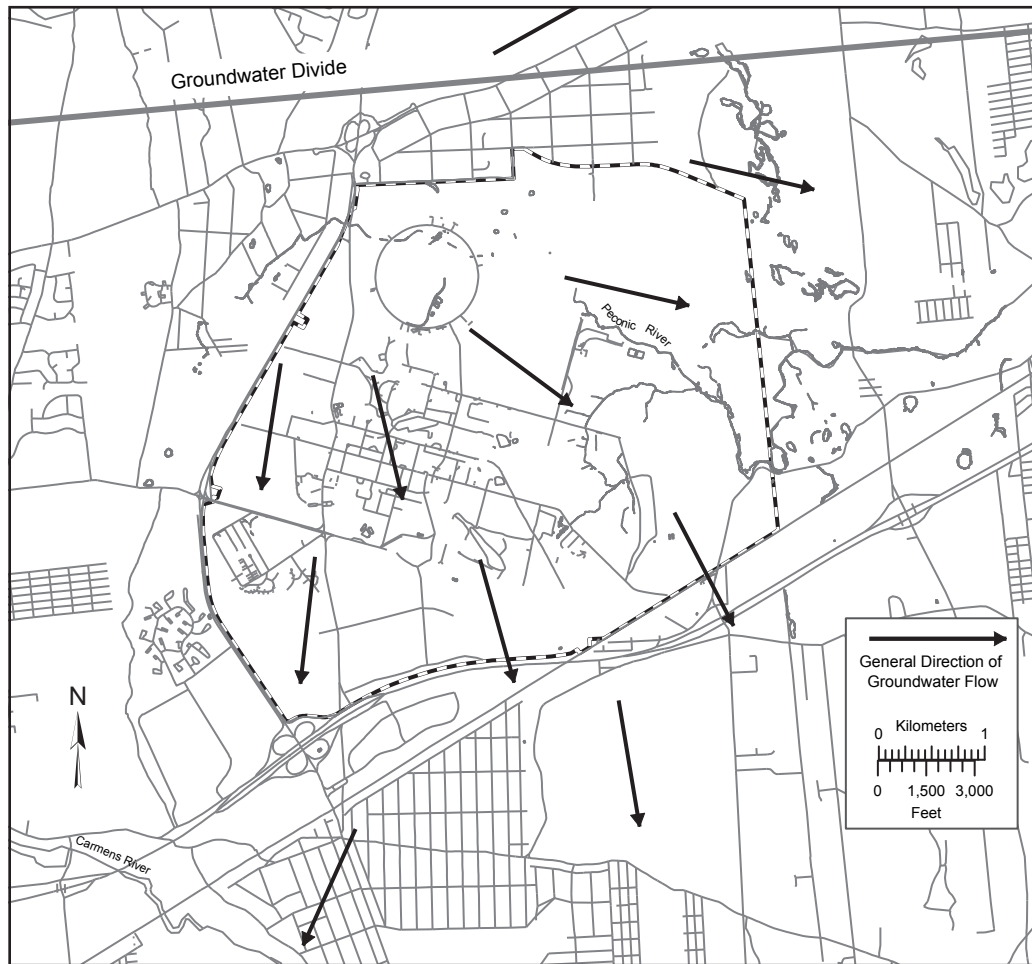 Groundwater Divide
Peconic River
N
Carmens River
General Direction of
Groundwater Flow
Kilometers
0 1
0 1,500 3,000
Feet